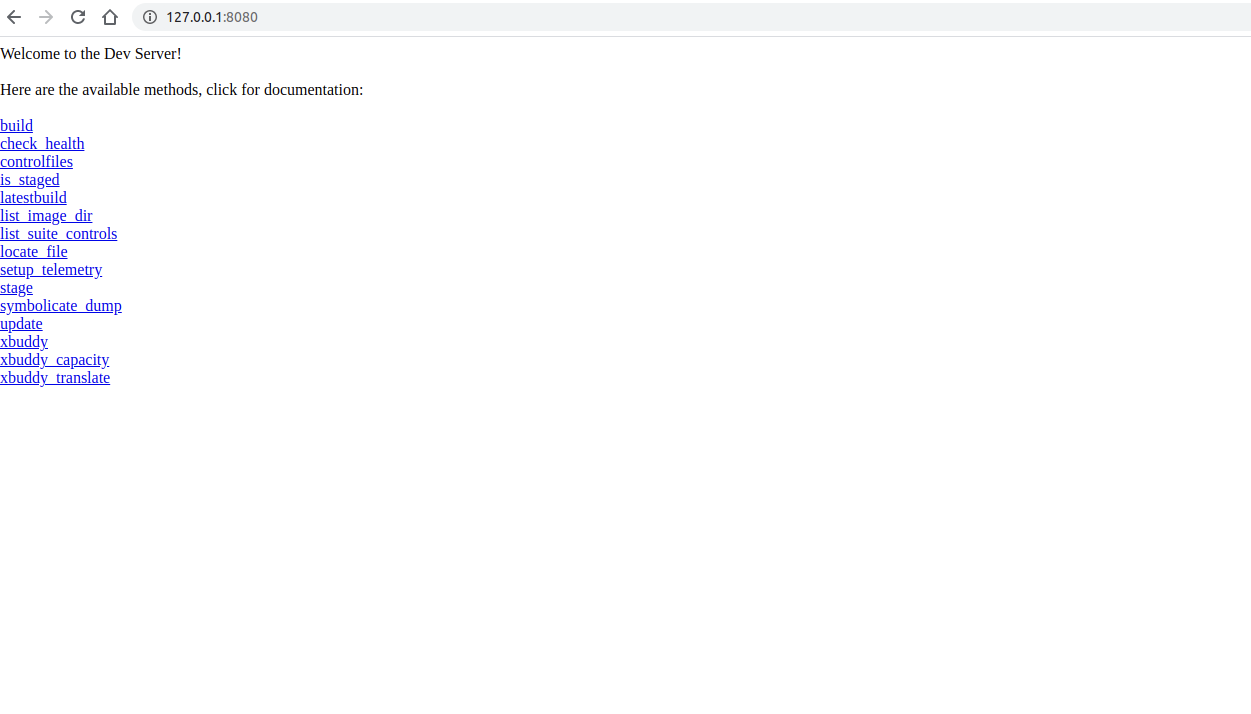 127.0.0.1:8080
Welcome to the Dev Server!
Here are the available methods, click for documentation:
build
check_health
controlfiles
is_staged
latestbuild
list_image_dir
list_suite_controls
locate_file
setup_telemetry
stage
symbolicate_dump
update
xbuddy
xbuddy_capacity
xbuddy_translate